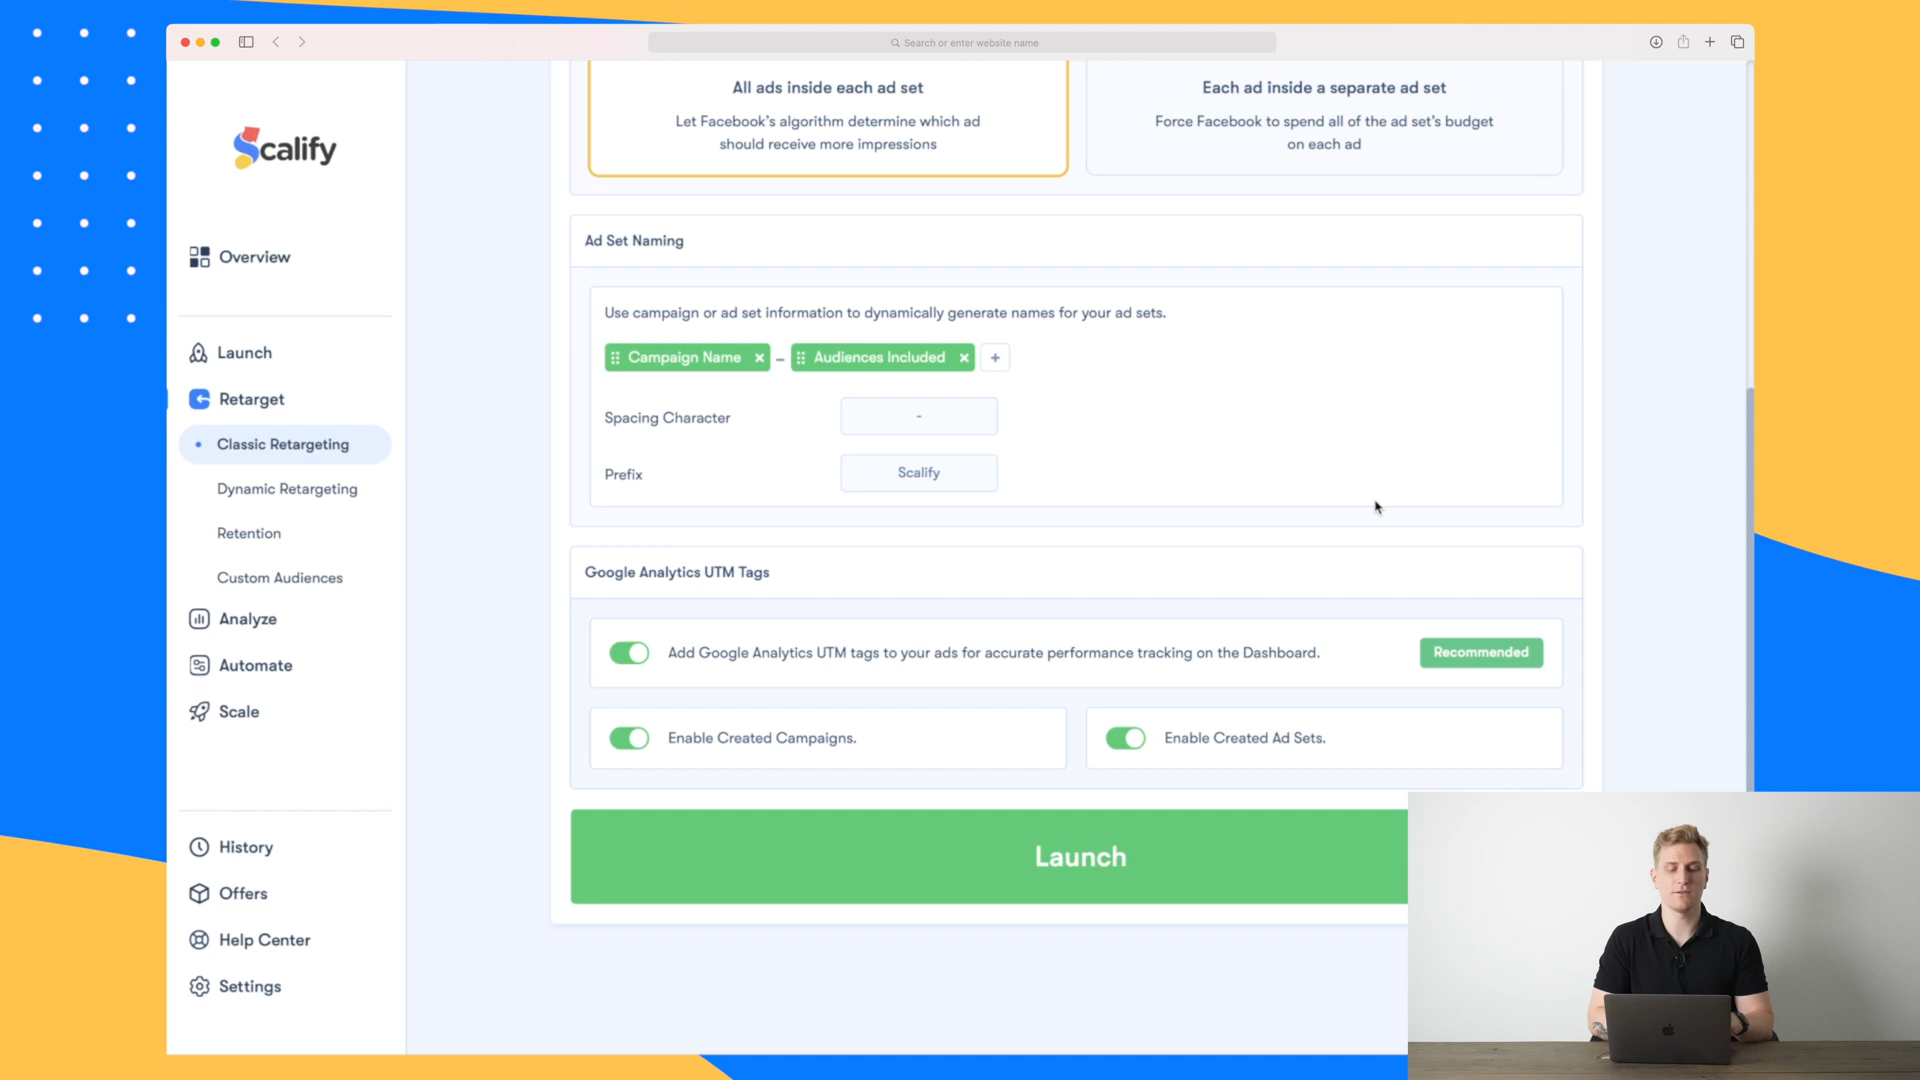 Search or enter website name
Scalify
Overview
Launch
Retarget
Classic Retargeting
Dynamic Retargeting
Retention
Custom Audiences
Analyze
Automate
Scale
History
Offers
Help Center
Settings
All ads inside each ad set
Let Facebook's algorithm determine which ad
should receive more impressions
Each ad inside a separate ad set
Force Facebook to spend all of the ad set's budget
on each ad
Ad Set Naming
Use campaign or ad set information to dynamically generate names for your ad sets.
Campaign Name × – Audiences Included × +
Spacing Character -
Prefix Scalify
Google Analytics UTM Tags
Add Google Analytics UTM tags to your ads for accurate performance tracking on the Dashboard. Recommended
Enable Created Campaigns. Enable Created Ad Sets.
Launch